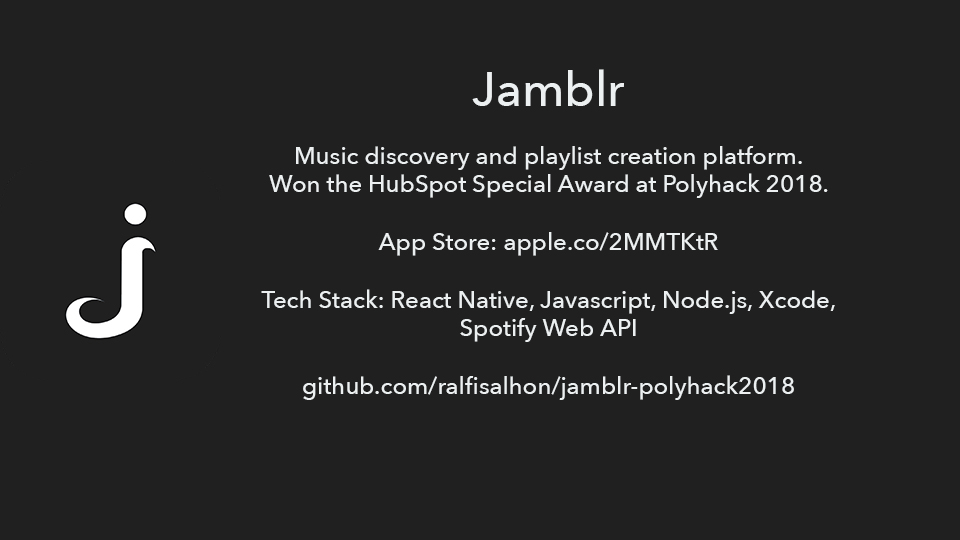 Jamblr
Music discovery and playlist creation platform.
Won the HubSpot Special Award at Polyhack 2018.
App Store: apple.co/2MMTKtR
Tech Stack: React Native, Javascript, Node.js, Xcode,
Spotify Web API
github.com/ralfisalhon/jamblr-polyhack2018